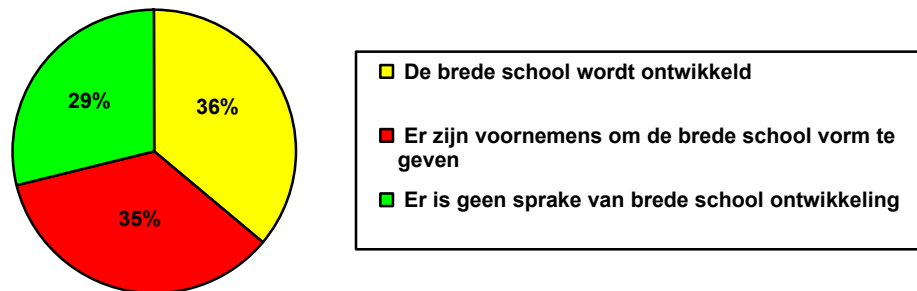 29%
36%
35%
De brede school wordt ontwikkeld
Er zijn voornemens om de brede school vorm te
geven
Er is geen sprake van brede school ontwikkeling